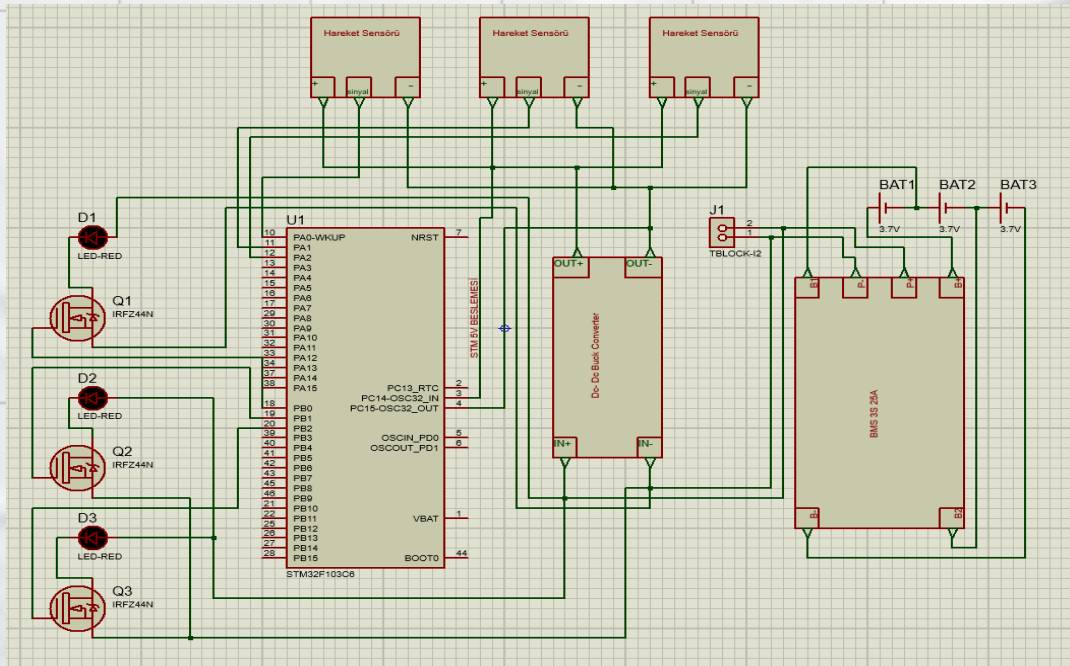 Hareket Sensörü
+
sinyal
-
Hareket Sensörü
+
sinyal
-
Hareket Sensörü
+
sinyal
-
D1
LED-RED
Q1
IRFZ44N
D2
LED-RED
Q2
IRFZ44N
D3
LED-RED
Q3
IRFZ44N
U1
10 PA0-WKUP
11 PA1
12 PA2
13 PA3
14 PA4
15 PA5
16 PA6
17 PA7
29 PA8
30 PA9
31 PA10
32 PA11
33 PA12
34 PA13
37 PA14
38 PA15
18 PB0
19 PB1
20 PB2
39 PB3
40 PB4
41 PB5
42 PB6
43 PB7
45 PB8
46 PB9
21 PB10
22 PB11
25 PB12
26 PB13
27 PB14
28 PB15
NRST 7
PC13_RTC 2
PC14-OSC32_IN 3
PC15-OSC32_OUT 4
OSCIN_PD0 5
OSCOUT_PD1 6
VBAT 1
BOOT0 44
STM32F103C6
STM 5V BESLEMESİ
OUT+
OUT-
Dc- Dc Buck Converter
IN+
IN-
J1
2
1
TBLOCK-I2
BAT1
3.7V
BAT2
3.7V
BAT3
3.7V
B1
P-
P+
B+
BMS 3S 25A
B-
B2